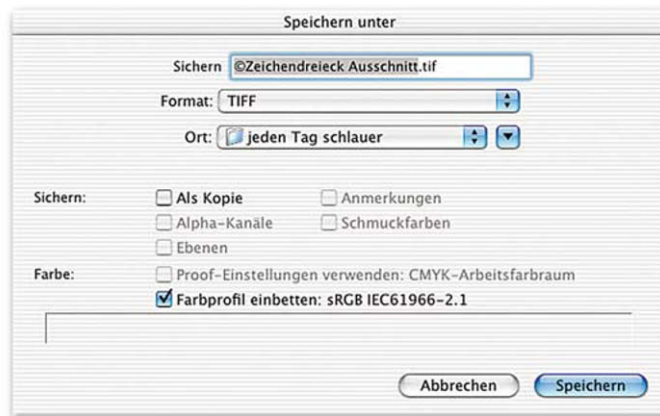 Speichern unter
Sichern ©Zeichendreieck Ausschnitt.tif
Format: TIFF
Ort: jeden Tag schlauer
Sichern: Als Kopie Anmerkungen
Alpha-Kanäle Schmuckfarben
Ebenen
Farbe: Proof-Einstellungen verwenden: CMYK-Arbeitsfarbraum
Farbprofil einbetten: sRGB IEC61966-2.1
Abbrechen Speichern